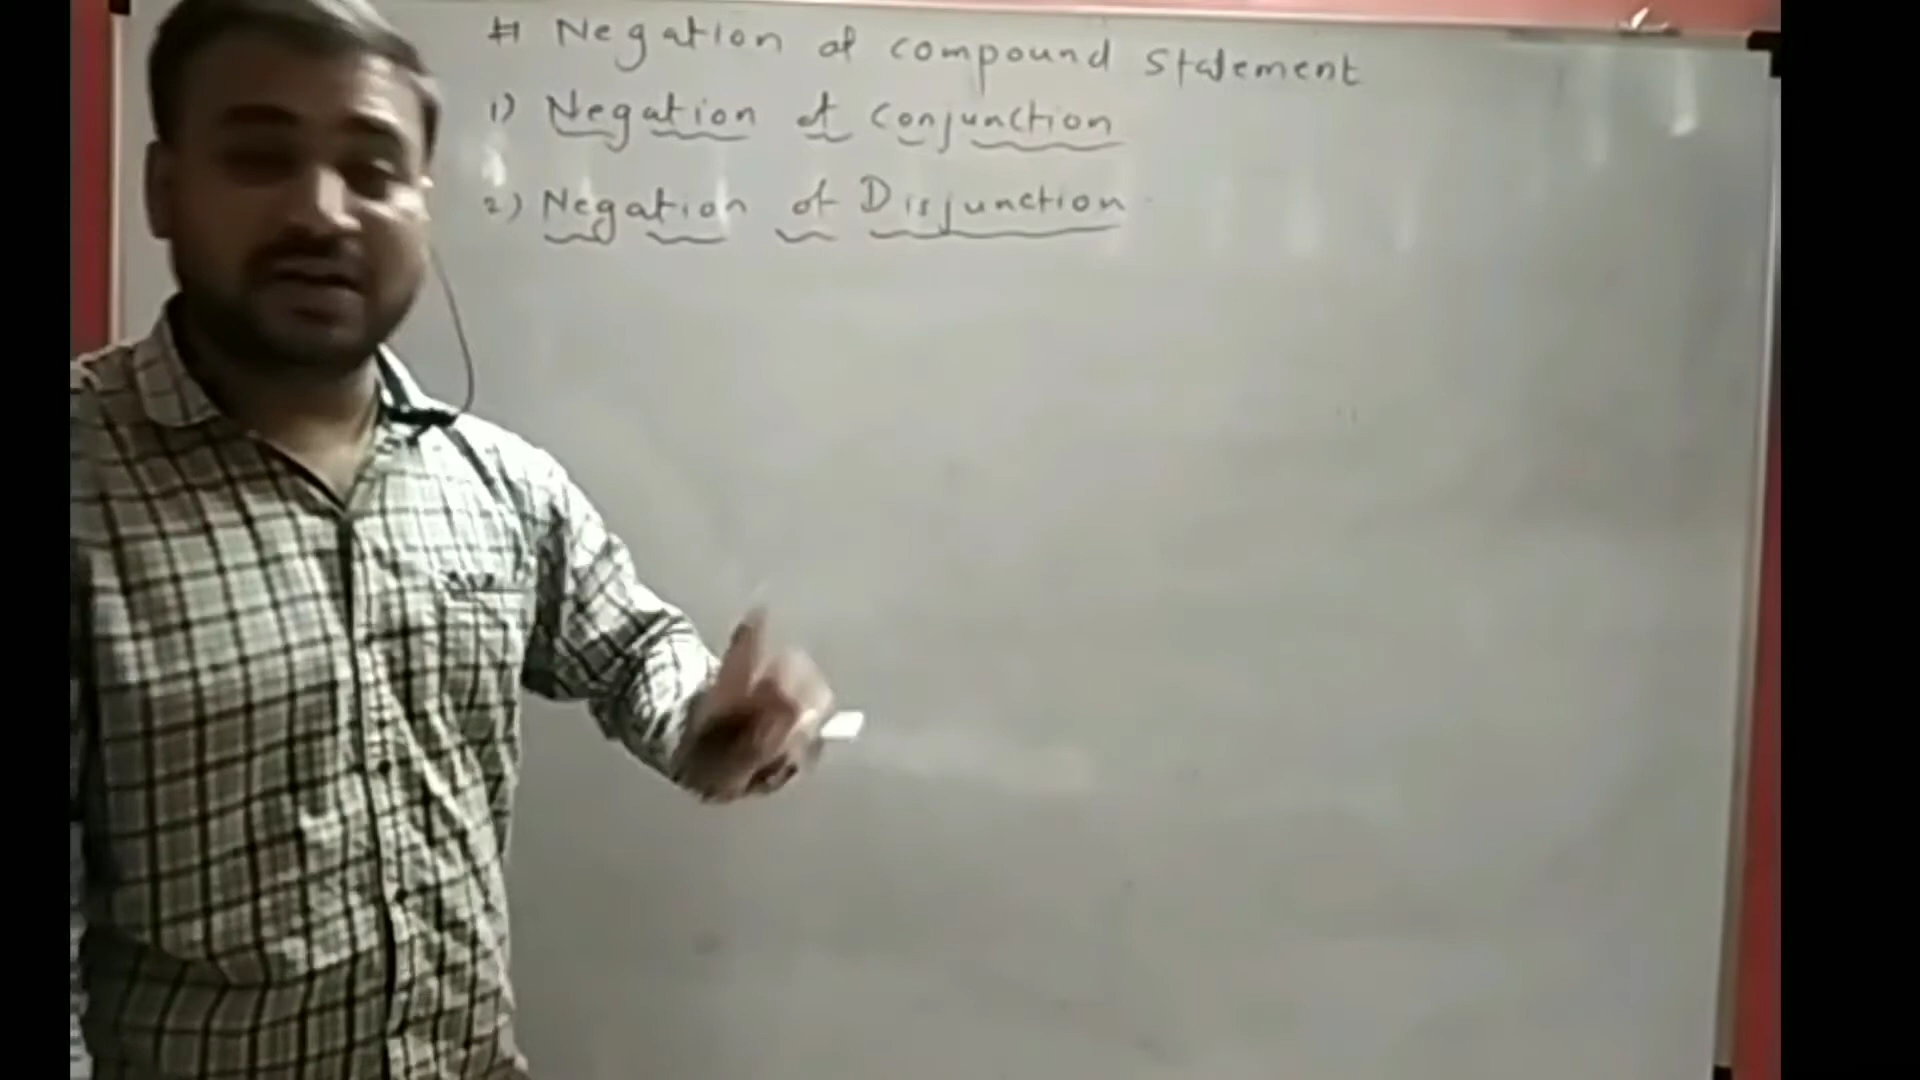 # Negation of compound statement
1) Negation of Conjunction
2) Negation of Disjunction